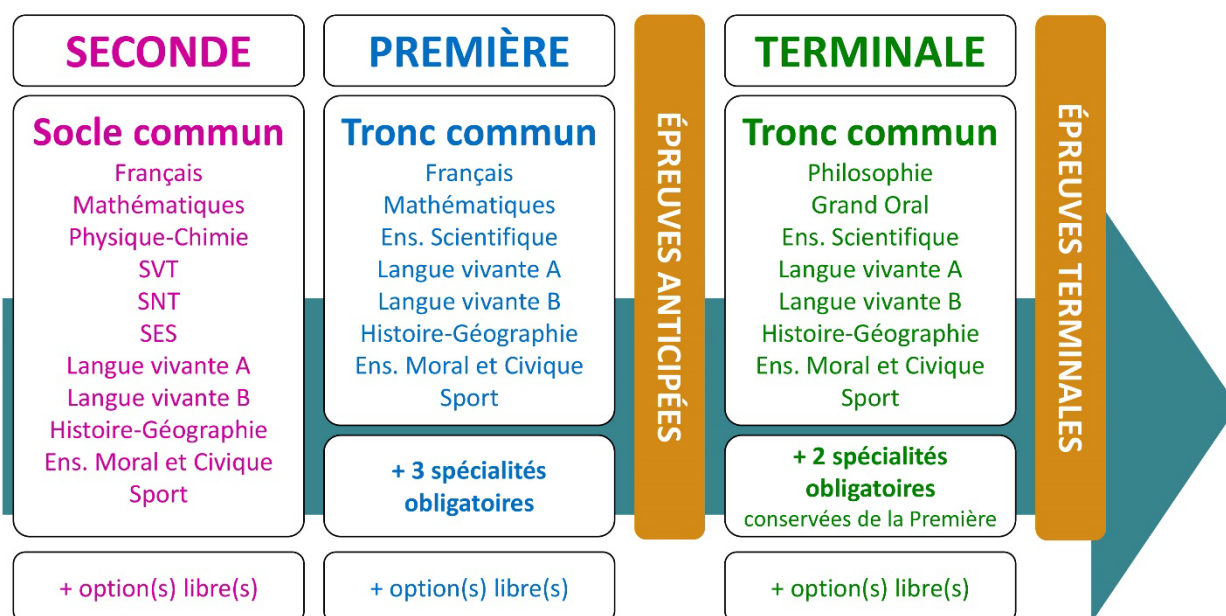 SECONDE
Socle commun
Français
Mathématiques
Physique-Chimie
SVT
SNT
SES
Langue vivante A
Langue vivante B
Histoire-Géographie
Ens. Moral et Civique
Sport
+ option(s) libre(s)
PREMIÈRE
Tronc commun
Français
Mathématiques
Ens. Scientifique
Langue vivante A
Langue vivante B
Histoire-Géographie
Ens. Moral et Civique
Sport
+ 3 spécialités
obligatoires
+ option(s) libre(s)
ÉPREUVES ANTICIPÉES
TERMINALE
Tronc commun
Philosophie
Grand Oral
Ens. Scientifique
Langue vivante A
Langue vivante B
Histoire-Géographie
Ens. Moral et Civique
Sport
+ 2 spécialités
obligatoires
conservées de la Première
+ option(s) libre(s)
ÉPREUVES TERMINALES